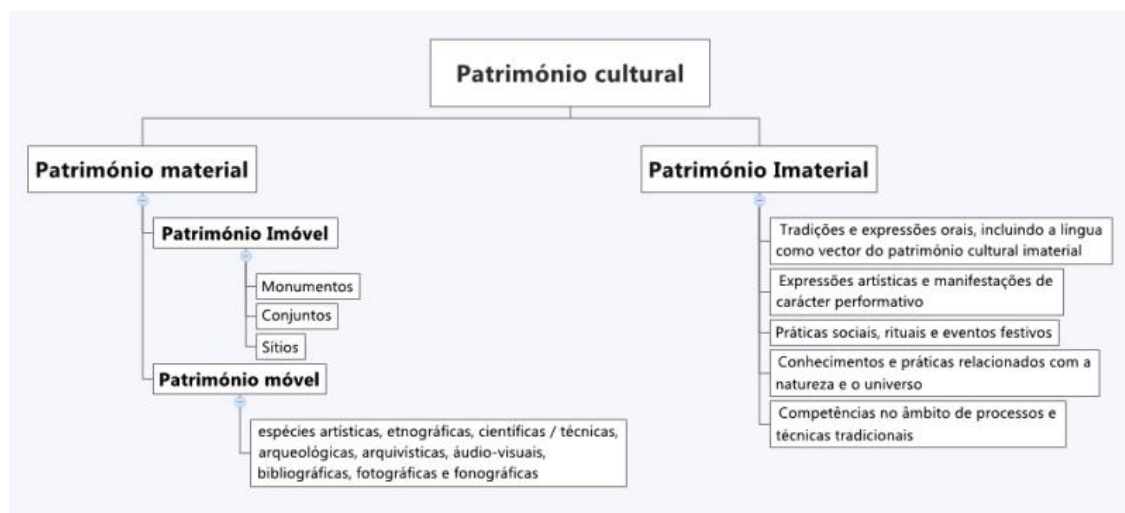 Património cultural
Património material
Património Imóvel
Monumentos
Conjuntos
Sítios
Património móvel
espécies artísticas, etnográficas, científicas / técnicas,
arqueológicas, arquivísticas, áudio-visuais,
bibliográficas, fotográficas e fonográficas
Património Imaterial
Tradições e expressões orais, incluindo a língua
como vector do património cultural imaterial
Expressões artísticas e manifestações de
carácter performativo
Práticas sociais, rituais e eventos festivos
Conhecimentos e práticas relacionados com a
natureza e o universo
Competências no âmbito de processos e
técnicas tradicionais